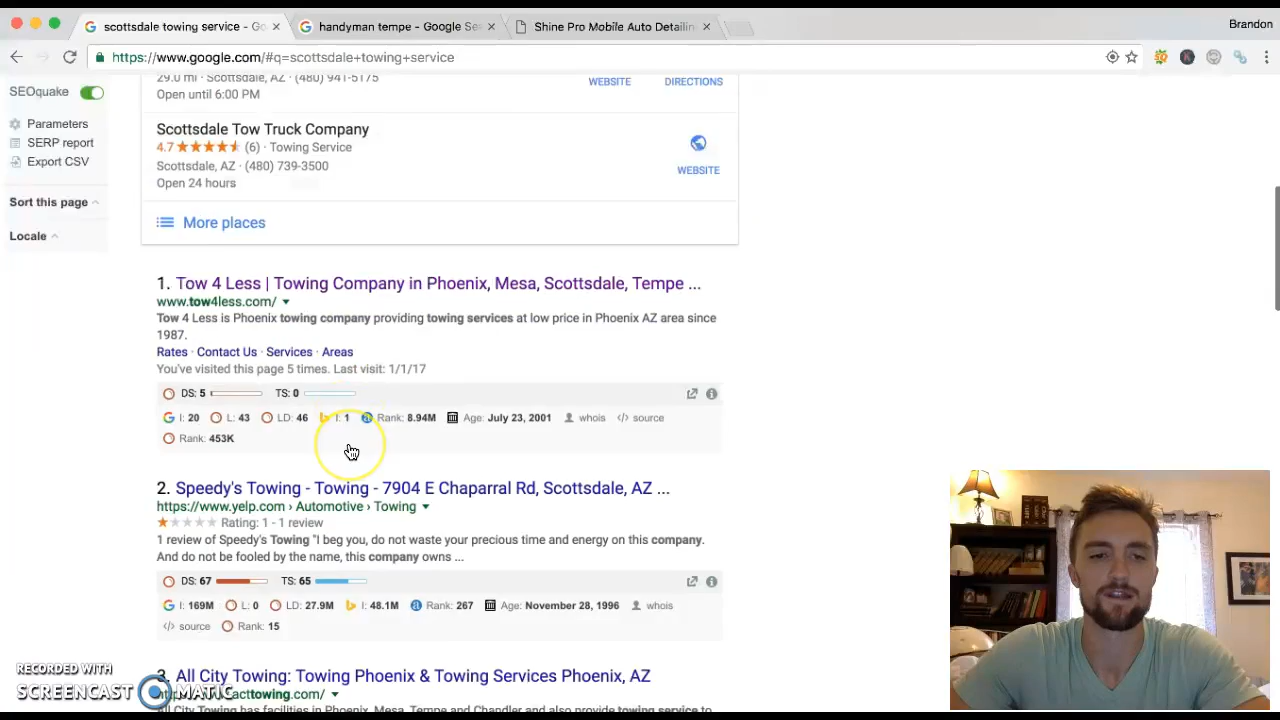 scottsdale towing service - Go
handyman tempe - Google Se
Shine Pro Mobile Auto Detailin
Brandon
https://www.google.com/#q=scottsdale+towing+service
SEOquake
Parameters
SERP report
Export CSV
Sort this page
Locale
29.0 mi · Scottsdale, AZ · (480) 941-5175
Open until 6:00 PM
WEBSITE
DIRECTIONS
Scottsdale Tow Truck Company
4.7 (6) · Towing Service
Scottsdale, AZ · (480) 739-3500
Open 24 hours
WEBSITE
More places
1. Tow 4 Less | Towing Company in Phoenix, Mesa, Scottsdale, Tempe ...
www.tow4less.com/
Tow 4 Less is Phoenix towing company providing towing services at low price in Phoenix AZ area since
1987.
Rates · Contact Us · Services · Areas
You've visited this page 5 times. Last visit: 1/1/17
DS: 5 TS: 0
I: 20 L: 43 LD: 46 I: 1 Rank: 8.94M Age: July 23, 2001 whois </> source
Rank: 453K
2. Speedy's Towing - Towing - 7904 E Chaparral Rd, Scottsdale, AZ ...
https://www.yelp.com › Automotive › Towing
Rating: 1 - 1 review
1 review of Speedy's Towing "I beg you, do not waste your precious time and energy on this company.
And do not be fooled by the name, this company owns ...
DS: 67 TS: 65
I: 169M L: 0 LD: 27.9M I: 48.1M Rank: 267 Age: November 28, 1996 whois
</> source Rank: 15
3. All City Towing: Towing Phoenix & Towing Services Phoenix, AZ
acttowing.com/
All City Towing has facilities in Phoenix, Mesa, Tempe and Chandler and also provide towing service to
RECORDED WITH
SCREENCAST MATIC